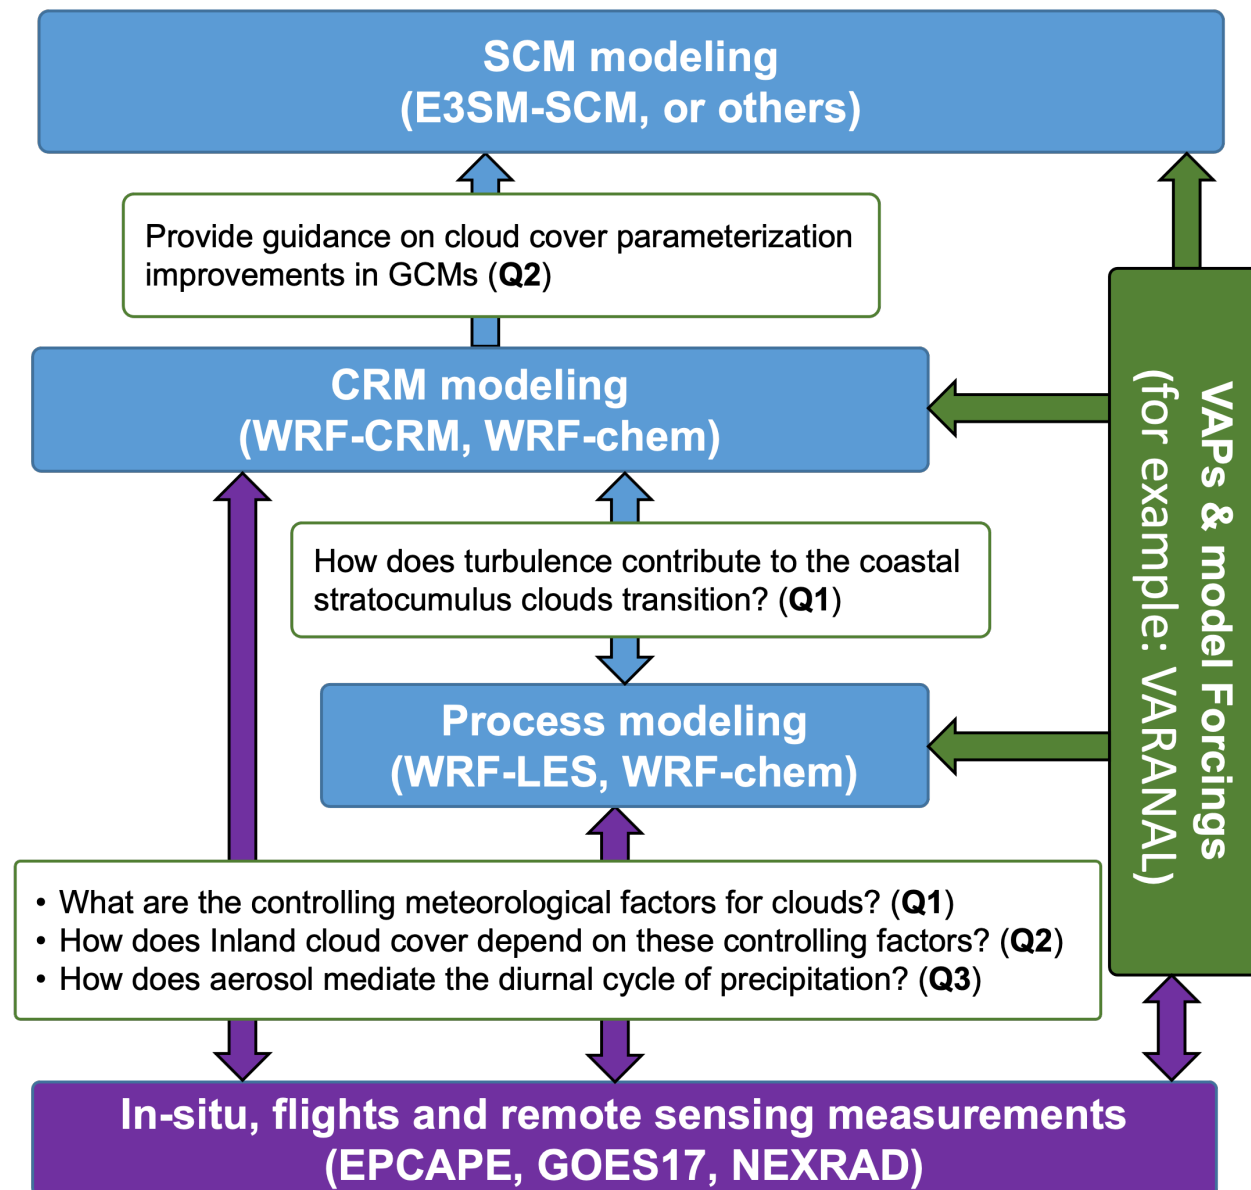 SCM modeling
(E3SM-SCM, or others)
Provide guidance on cloud cover parameterization
improvements in GCMs (Q2)
CRM modeling
(WRF-CRM, WRF-chem)
How does turbulence contribute to the coastal
stratocumulus clouds transition? (Q1)
Process modeling
(WRF-LES, WRF-chem)
VAPs & model Forcings
(for example: VARANAL)
• What are the controlling meteorological factors for clouds? (Q1)
• How does Inland cloud cover depend on these controlling factors? (Q2)
• How does aerosol mediate the diurnal cycle of precipitation? (Q3)
In-situ, flights and remote sensing measurements
(EPCAPE, GOES17, NEXRAD)